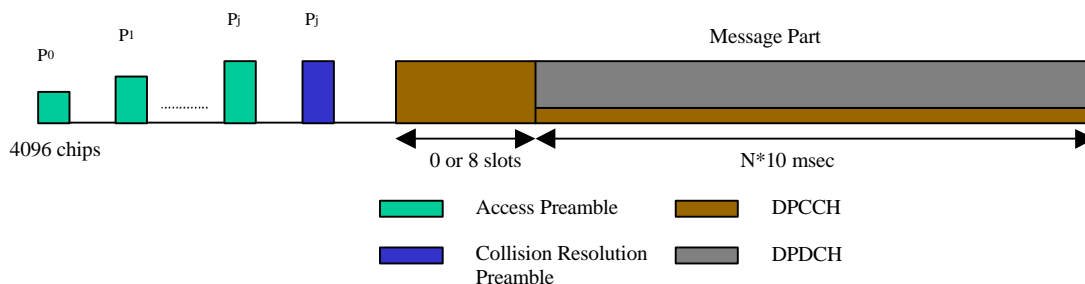 P0
P1
Pj
Pj
Message Part
.............
4096 chips
0 or 8 slots
N*10 msec
Access Preamble
DPCCH
Collision Resolution
Preamble
DPDCH